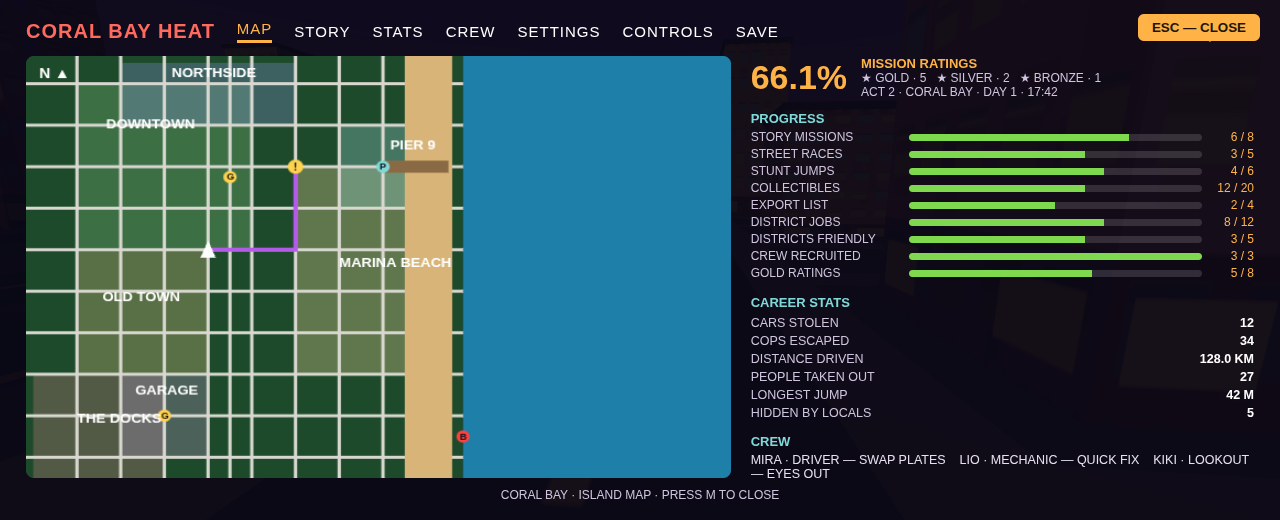 CORAL BAY HEAT MAP STORY STATS CREW SETTINGS CONTROLS SAVE
ESC — CLOSE
N ▲
NORTHSIDE
DOWNTOWN
PIER 9
!
P
G
MARINA BEACH
OLD TOWN
GARAGE
THE DOCKS G
B
66.1%
MISSION RATINGS
★ GOLD · 5 ★ SILVER · 2 ★ BRONZE · 1
ACT 2 · CORAL BAY · DAY 1 · 17:42
PROGRESS
STORY MISSIONS 6 / 8
STREET RACES 3 / 5
STUNT JUMPS 4 / 6
COLLECTIBLES 12 / 20
EXPORT LIST 2 / 4
DISTRICT JOBS 8 / 12
DISTRICTS FRIENDLY 3 / 5
CREW RECRUITED 3 / 3
GOLD RATINGS 5 / 8
CAREER STATS
CARS STOLEN 12
COPS ESCAPED 34
DISTANCE DRIVEN 128.0 KM
PEOPLE TAKEN OUT 27
LONGEST JUMP 42 M
HIDDEN BY LOCALS 5
CREW
MIRA · DRIVER — SWAP PLATES LIO · MECHANIC — QUICK FIX KIKI · LOOKOUT
— EYES OUT
CORAL BAY · ISLAND MAP · PRESS M TO CLOSE